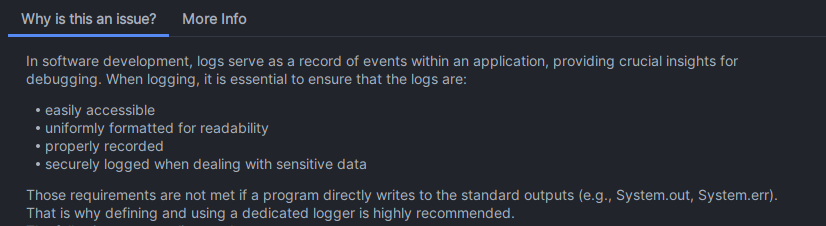 Why is this an issue? More Info
In software development, logs serve as a record of events within an application, providing crucial insights for
debugging. When logging, it is essential to ensure that the logs are:
• easily accessible
• uniformly formatted for readability
• properly recorded
• securely logged when dealing with sensitive data
Those requirements are not met if a program directly writes to the standard outputs (e.g., System.out, System.err).
That is why defining and using a dedicated logger is highly recommended.